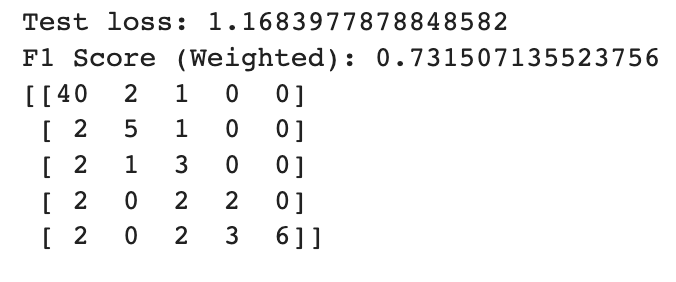 Test loss: 1.1683977878848582
F1 Score (Weighted): 0.731507135523756
[[40 2 1 0 0]
[ 2 5 1 0 0]
[ 2 1 3 0 0]
[ 2 0 2 2 0]
[ 2 0 2 3 6]]